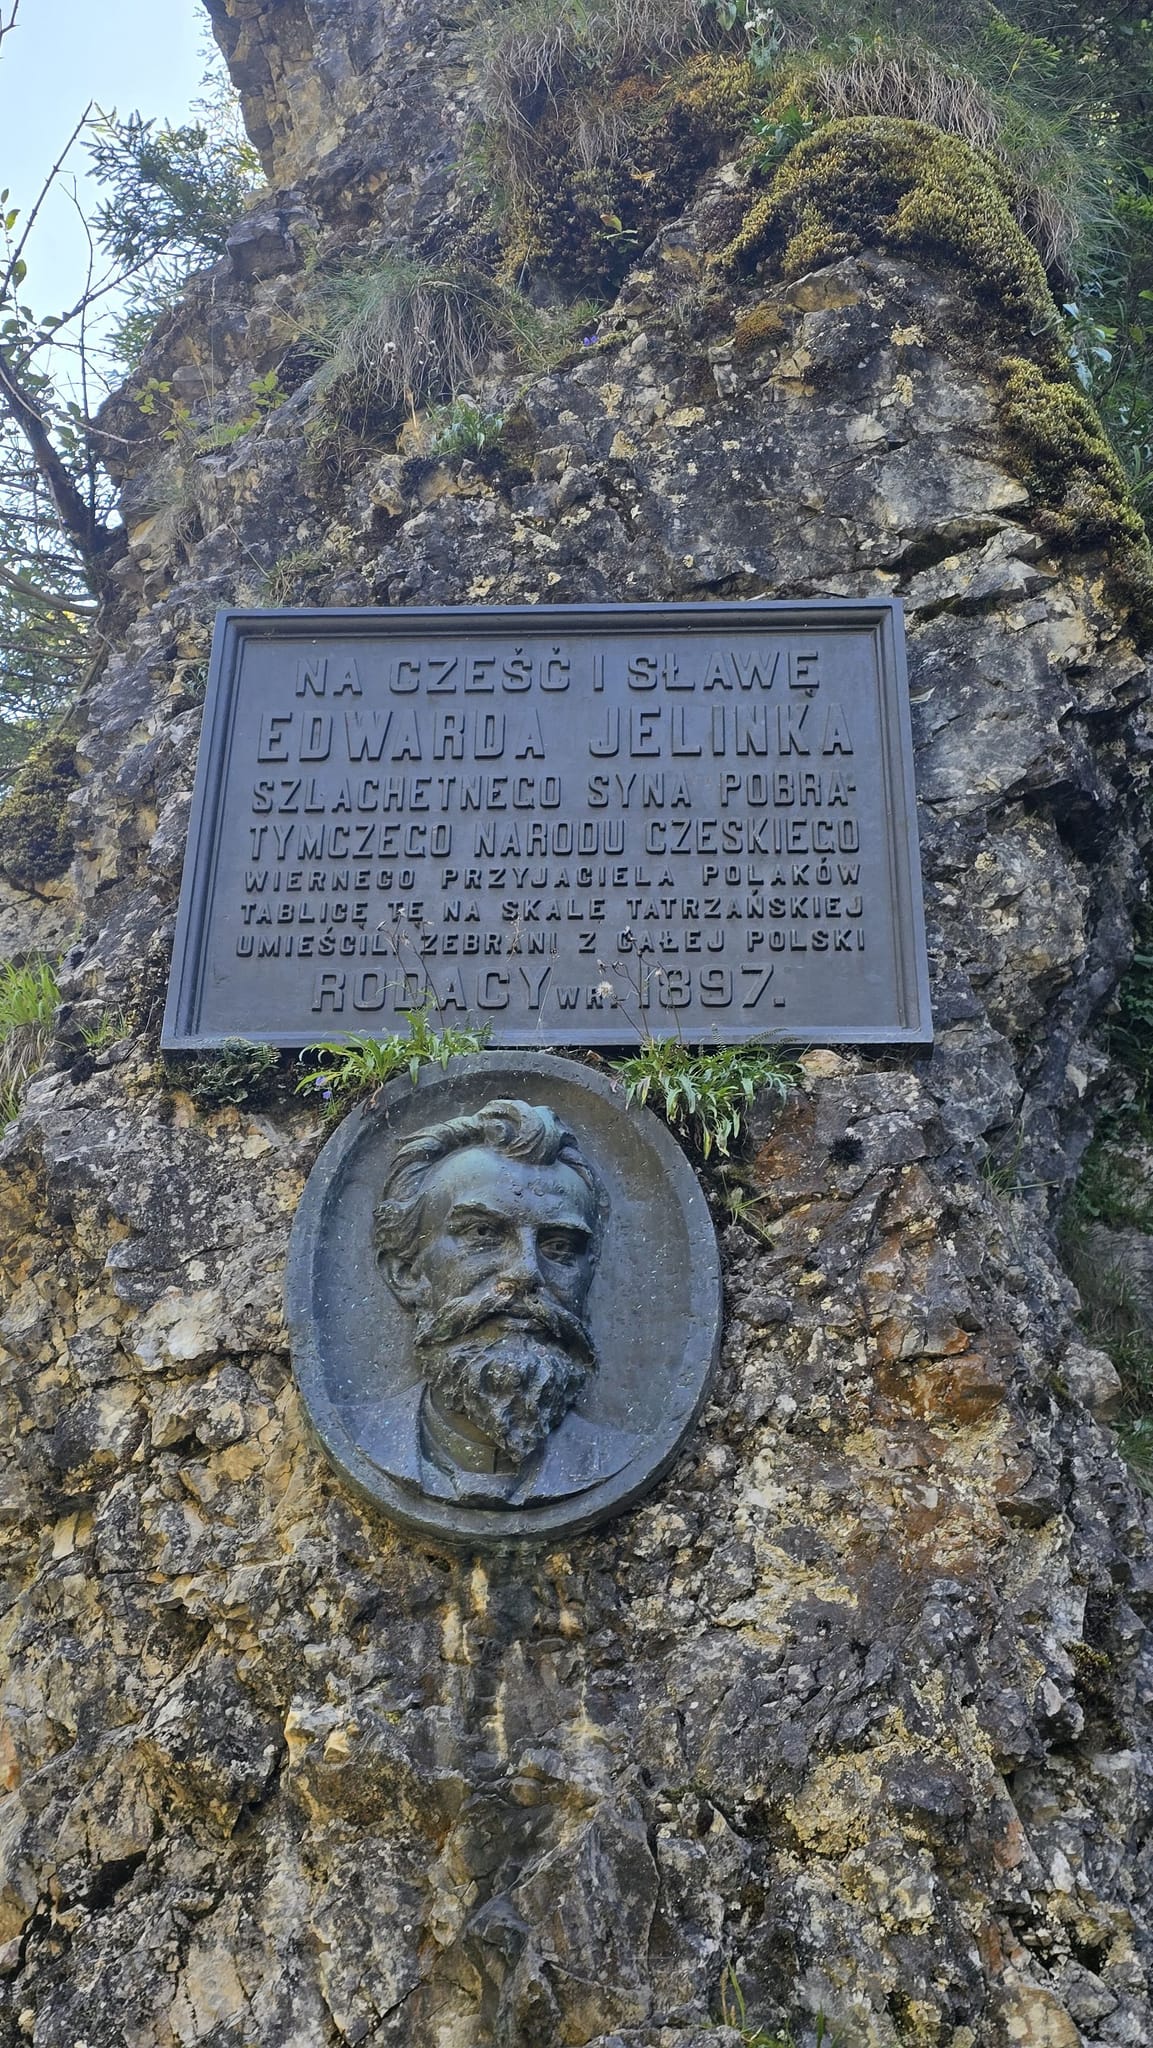 NA CZEŚĆ I SŁAWĘ
EDWARDA JELINKA
SZLACHETNEGO SYNA POBRA-
TYMCZEGO NARODU CZESKIEGO
WIERNEGO PRZYJACIELA POLAKÓW
TABLICĘ TĘ NA SKALE TATRZAŃSKIEJ
UMIEŚCILI ZEBRANI Z CAŁEJ POLSKI
RODACY W R. 1897.